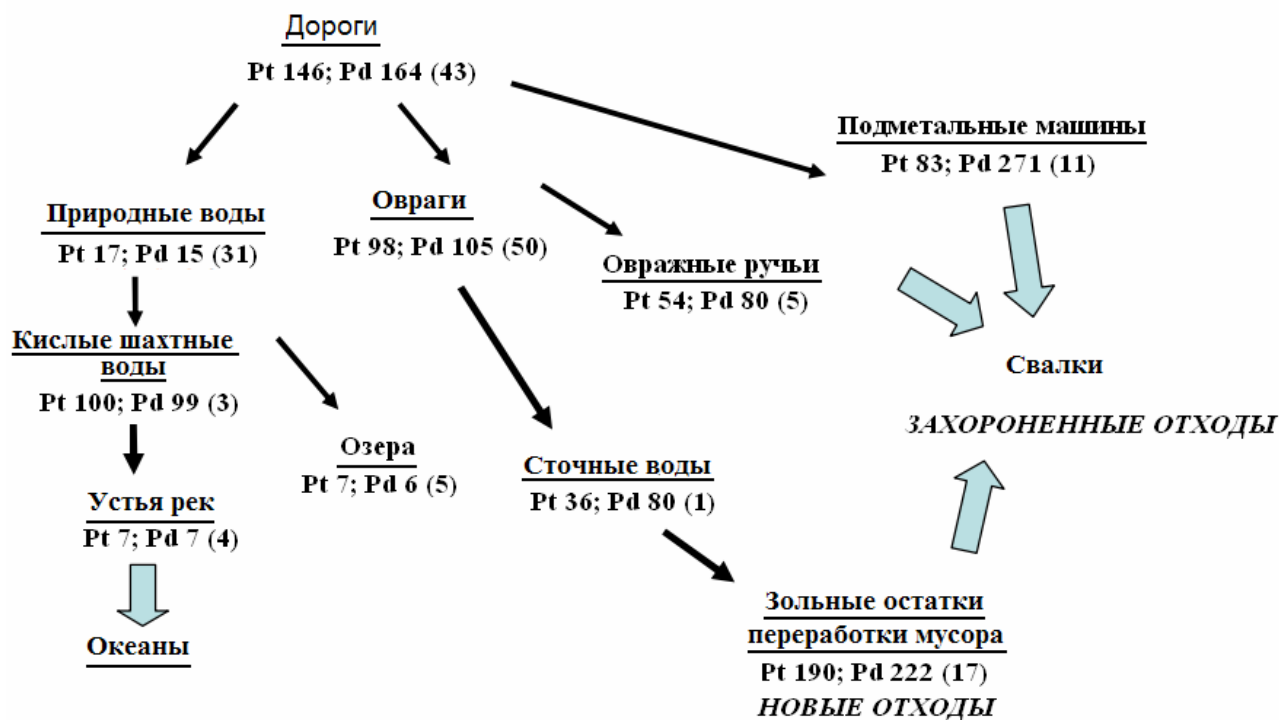 Дороги
Pt 146; Pd 164 (43)
Подметальные машины
Pt 83; Pd 271 (11)
Природные воды
Pt 17; Pd 15 (31)
Овраги
Pt 98; Pd 105 (50)
Овражные ручьи
Pt 54; Pd 80 (5)
Кислые шахтные
воды
Pt 100; Pd 99 (3)
Свалки
ЗАХОРОНЕННЫЕ ОТХОДЫ
Озера
Pt 7; Pd 6 (5)
Сточные воды
Pt 36; Pd 80 (1)
Устья рек
Pt 7; Pd 7 (4)
Океаны
Зольные остатки
переработки мусора
Pt 190; Pd 222 (17)
НОВЫЕ ОТХОДЫ